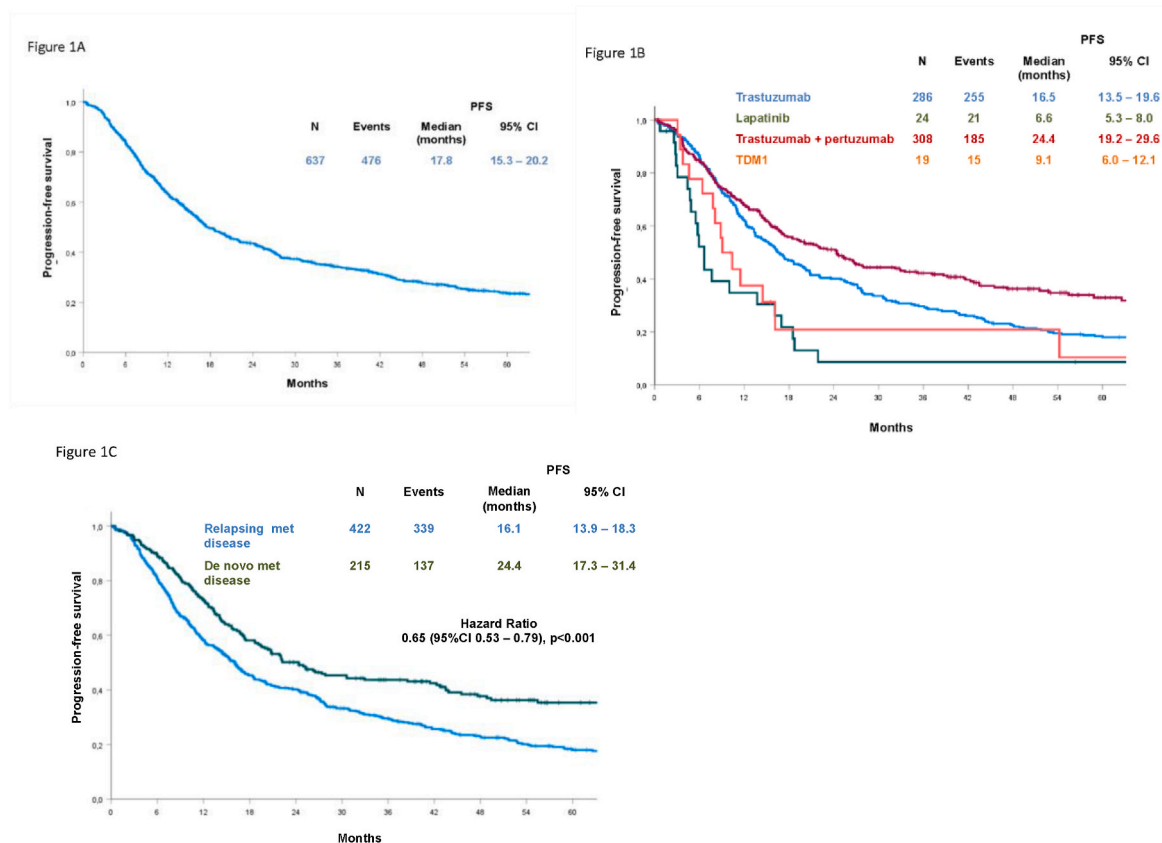 Figure 1A
PFS
N Events Median (months) 95% CI
637 476 17.8 15.3 – 20.2
Progression-free survival
1,0
0,8
0,6
0,4
0,2
0,0
0 6 12 18 24 30 36 42 48 54 60
Months
Figure 1B
PFS
N Events Median (months) 95% CI
Trastuzumab 286 255 16.5 13.5 – 19.6
Lapatinib 24 21 6.6 5.3 – 8.0
Trastuzumab + pertuzumab 308 185 24.4 19.2 – 29.6
TDM1 19 15 9.1 6.0 – 12.1
Progression-free survival
1,0
0,8
0,6
0,4
0,2
0,0
0 6 12 18 24 30 36 42 48 54 60
Months
Figure 1C
PFS
N Events Median (months) 95% CI
Relapsing met disease 422 339 16.1 13.9 – 18.3
De novo met disease 215 137 24.4 17.3 – 31.4
Hazard Ratio
0.65 (95%CI 0.53 – 0.79), p<0.001
Progression-free survival
1,0
0,8
0,6
0,4
0,2
0,0
0 6 12 18 24 30 36 42 48 54 60
Months